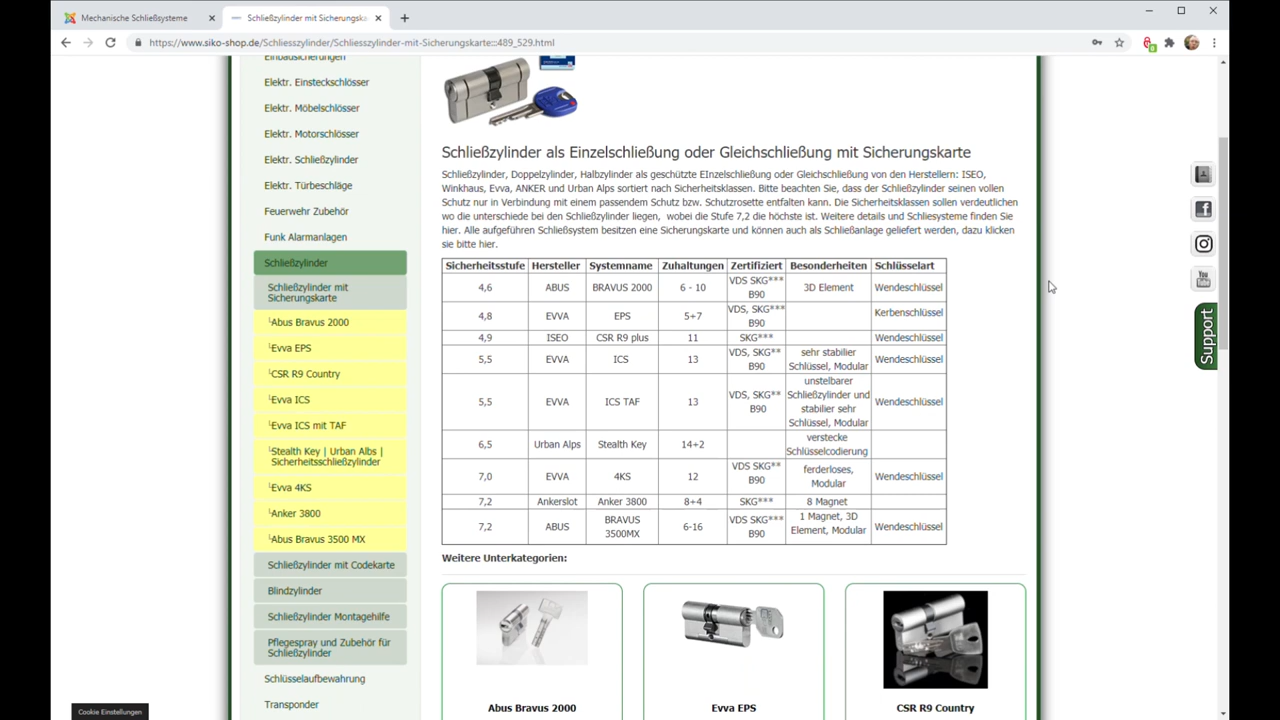 Mechanische Schließsysteme
Schließzylinder mit Sicherungska
https://www.siko-shop.de/Schliesszylinder/Schliesszylinder-mit-Sicherungskarte:::489_529.html
Einbausicherungen
Elektr. Einsteckschlösser
Elektr. Möbelschlösser
Elektr. Motorschlösser
Elektr. Schließzylinder
Elektr. Türbeschläge
Feuerwehr Zubehör
Funk Alarmanlagen
Schließzylinder
Schließzylinder mit
Sicherungskarte
Abus Bravus 2000
Evva EPS
CSR R9 Country
Evva ICS
Evva ICS mit TAF
Stealth Key | Urban Albs |
Sicherheitsschließzylinder
Evva 4KS
Anker 3800
Abus Bravus 3500 MX
Schließzylinder mit Codekarte
Blindzylinder
Schließzylinder Montagehilfe
Pflegespray und Zubehör für
Schließzylinder
Schlüsselaufbewahrung
Transponder
Schließzylinder als Einzelschließung oder Gleichschließung mit Sicherungskarte
Schließzylinder, Doppelzylinder, Halbzylinder als geschützte EInzelschließung oder Gleichschließung von den Herstellern: ISEO,
Winkhaus, Evva, ANKER und Urban Alps sortiert nach Sicherheitsklassen. Bitte beachten Sie, dass der Schließzylinder seinen vollen
Schutz nur in Verbindung mit einem passendem Schutz bzw. Schutzrosette entfalten kann. Die Sicherheitsklassen sollen verdeutlichen
wo die unterschiede bei den Schließzylinder liegen, wobei die Stufe 7,2 die höchste ist. Weitere details und Schliesysteme finden Sie
hier. Alle aufgeführen Schließsystem besitzen eine Sicherungskarte und können auch als Schließanlage geliefert werden, dazu klicken
sie bitte hier.
Sicherheitsstufe Hersteller Systemname Zuhaltungen Zertifiziert Besonderheiten Schlüsselart
4,6 ABUS BRAVUS 2000 6 - 10 VDS SKG*** B90 3D Element Wendeschlüssel
4,8 EVVA EPS 5+7 VDS, SKG*** B90 Kerbenschlüssel
4,9 ISEO CSR R9 plus 11 SKG*** Wendeschlüssel
5,5 EVVA ICS 13 VDS, SKG** B90 sehr stabilier Schlüssel, Modular Wendeschlüssel
5,5 EVVA ICS TAF 13 VDS, SKG** B90 unstelbarer Schließzylinder und stabilier sehr Schlüssel, Modular Wendeschlüssel
6,5 Urban Alps Stealth Key 14+2 verstecke Schlüsselcodierung
7,0 EVVA 4KS 12 VDS SKG** B90 ferderloses, Modular Wendeschlüssel
7,2 Ankerslot Anker 3800 8+4 SKG*** 8 Magnet
7,2 ABUS BRAVUS 3500MX 6-16 VDS SKG*** B90 1 Magnet, 3D Element, Modular Wendeschlüssel
Weitere Unterkategorien:
Abus Bravus 2000
Evva EPS
CSR R9 Country
You
Support
Cookie Einstellungen